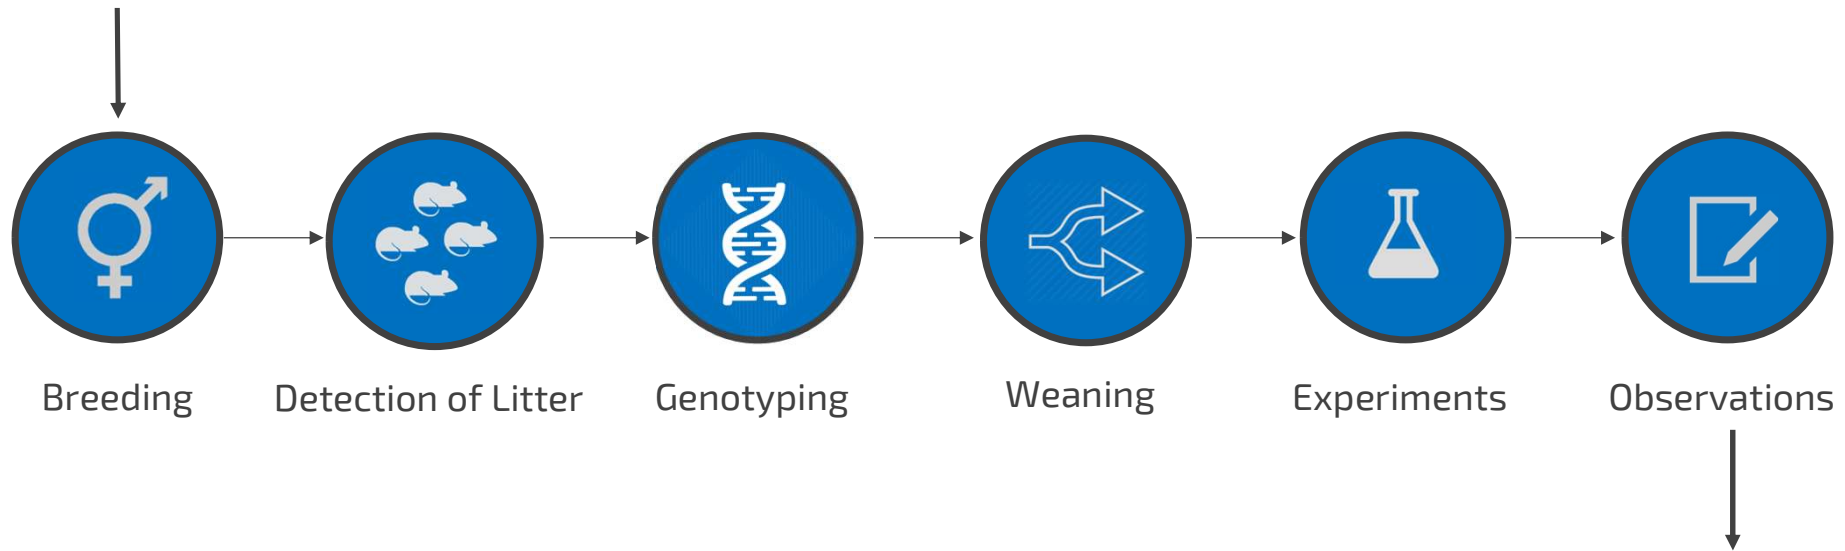 Breeding
Detection of Litter
Genotyping
Weaning
Experiments
Observations